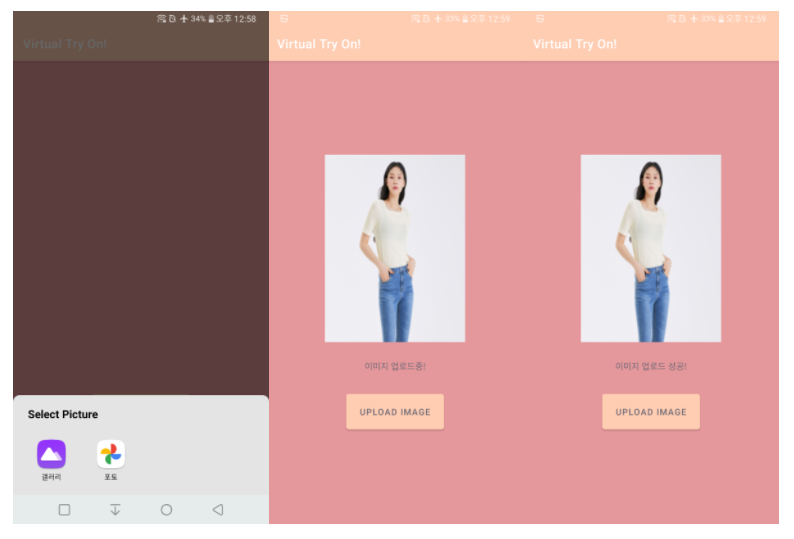 34% 오후 12:58
Virtual Try On!
Select Picture
갤러리
포토
33% 오후 12:59
Virtual Try On!
이미지 업로드중!
UPLOAD IMAGE
33% 오후 12:59
Virtual Try On!
이미지 업로드 성공!
UPLOAD IMAGE